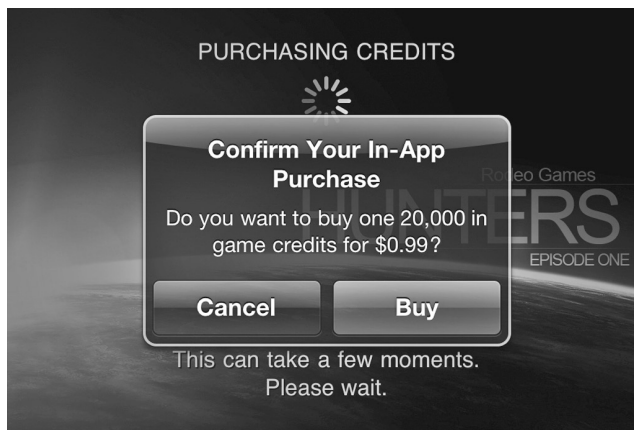 PURCHASING CREDITS
Confirm Your In-App
Purchase
Rodeo Games
Do you want to buy one 20,000 in
HUNTERS
game credits for $0.99?
EPISODE ONE
Cancel
Buy
This can take a few moments.
Please wait.